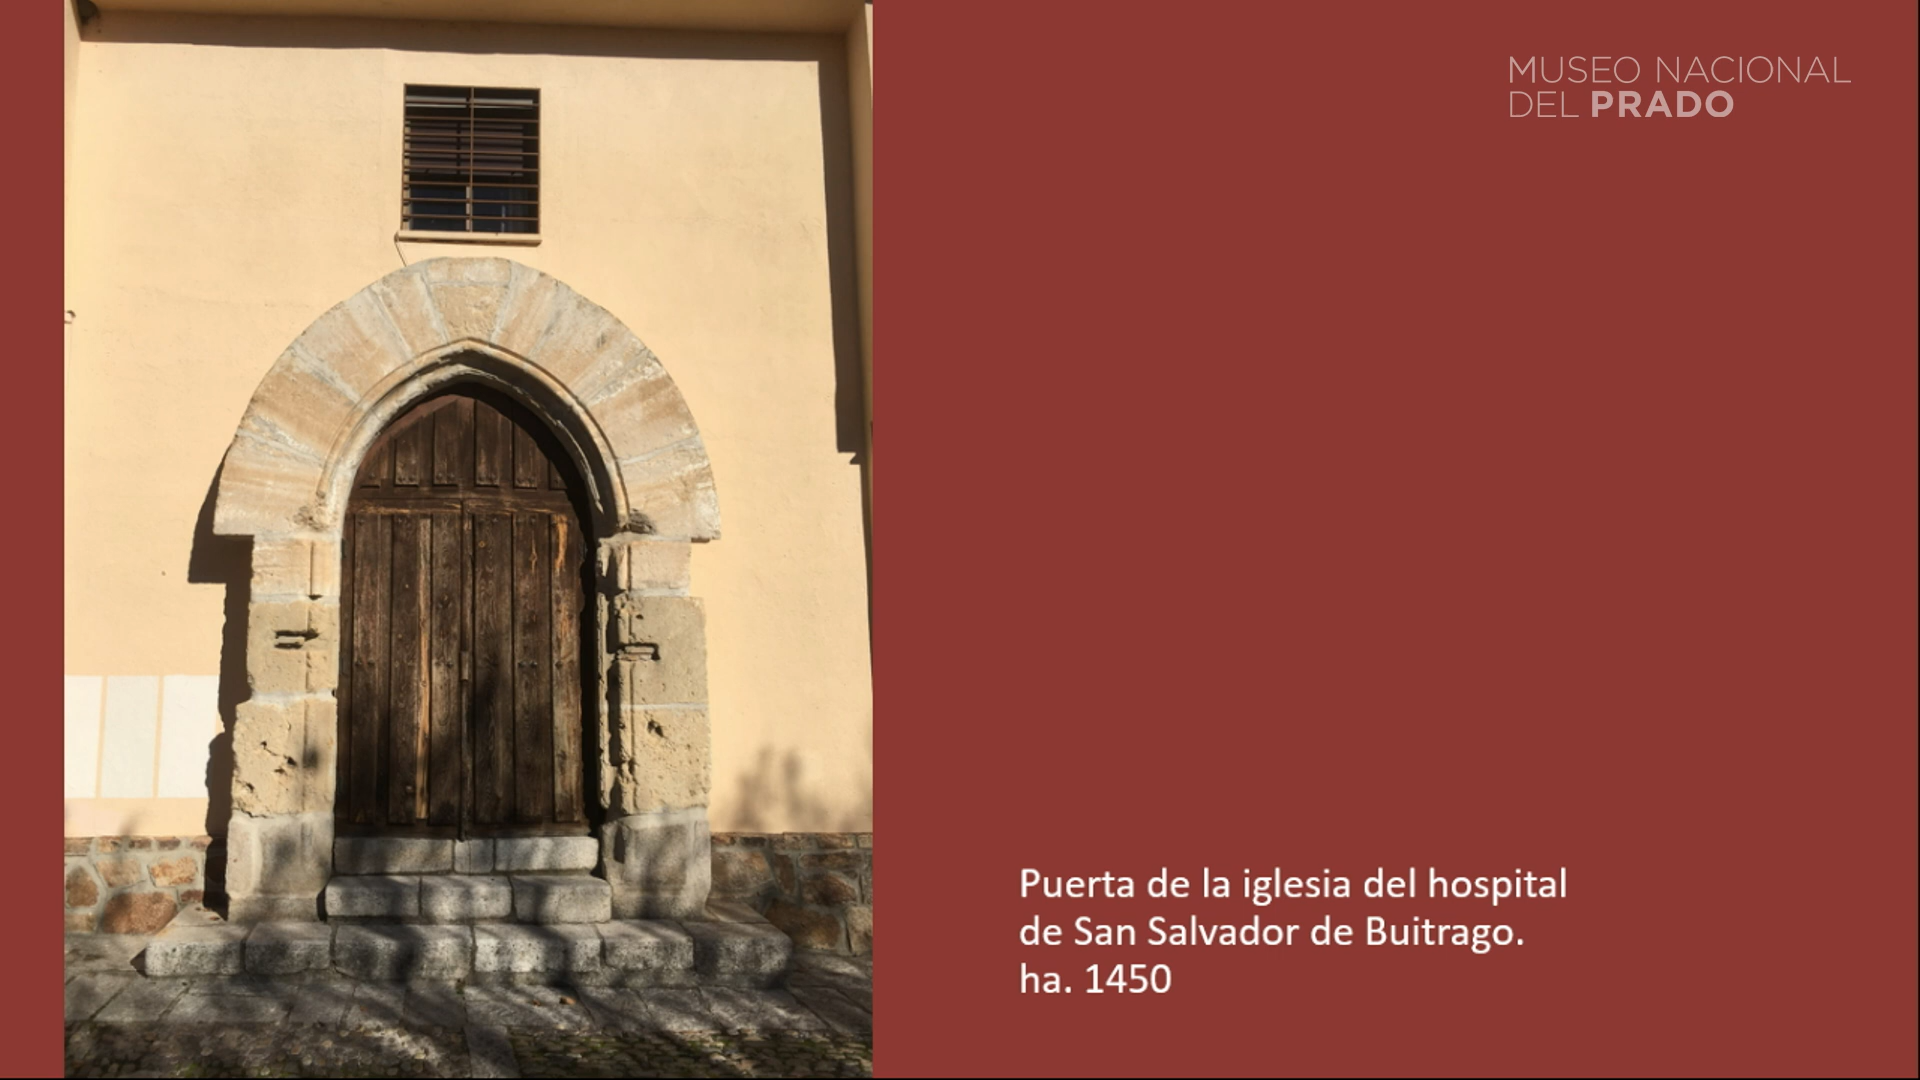 MUSEO NACIONAL
DEL PRADO
Puerta de la iglesia del hospital
de San Salvador de Buitrago.
ha. 1450